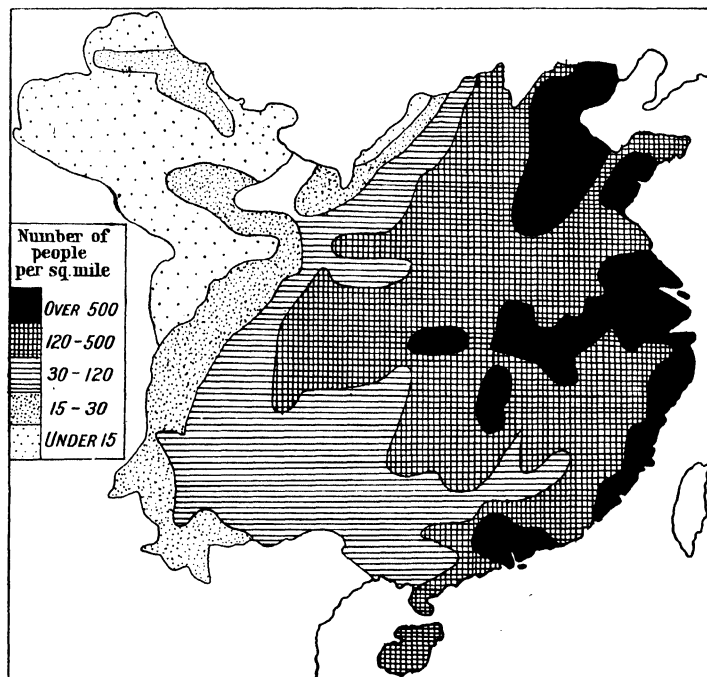 Number of
people
per sq.mile
OVER 500
120-500
30-120
15-30
UNDER 15